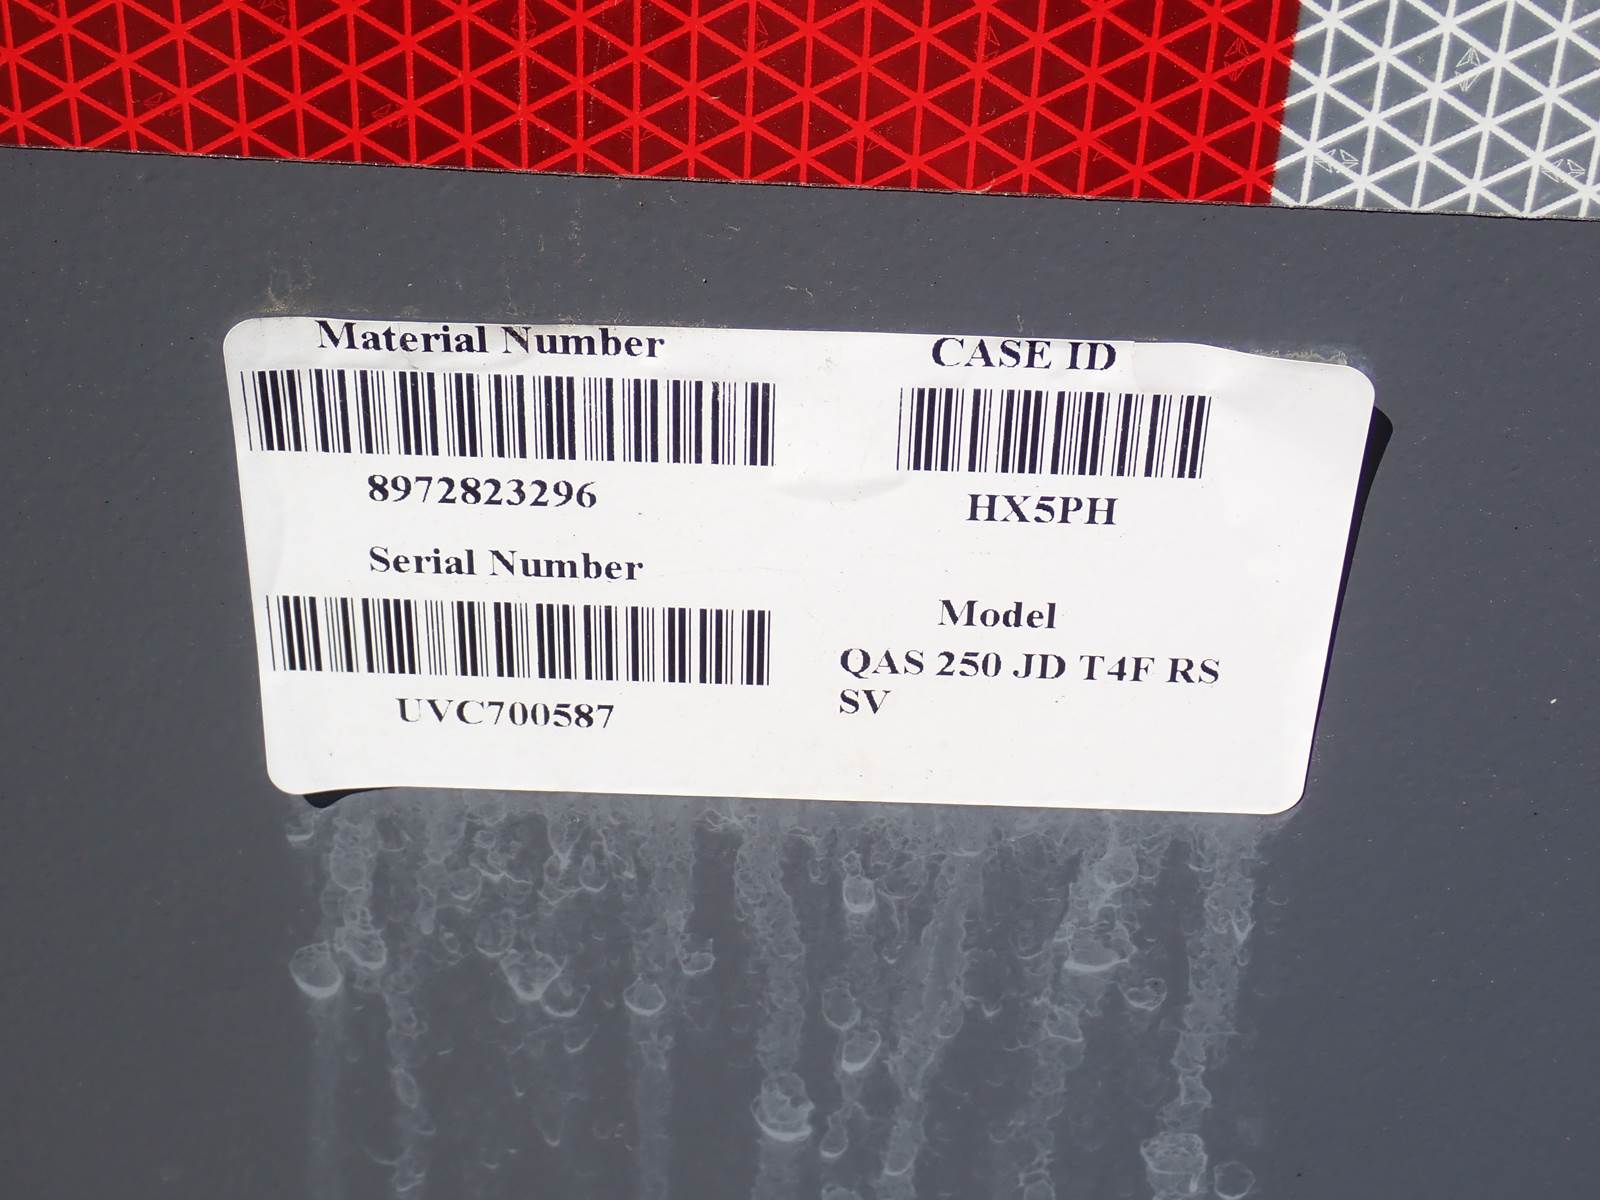 Material Number
8972823296
Serial Number
UVC700587
CASE ID
HX5PH
Model
QAS 250 JD T4F RS
SV